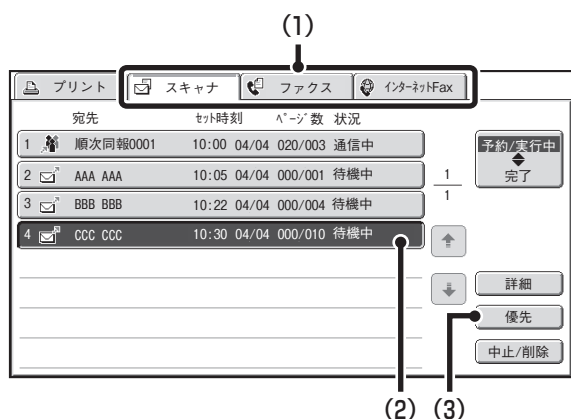 (1)
プリント スキャナ ファクス インターネットFax
宛先 セット時刻 ページ数 状況
1 順次同報0001 10:00 04/04 020/003 通信中
2 AAA AAA 10:05 04/04 000/001 待機中
3 BBB BBB 10:22 04/04 000/004 待機中
4 CCC CCC 10:30 04/04 000/010 待機中
予約/実行中
完了
1
1
詳細
優先
中止/削除
(2) (3)